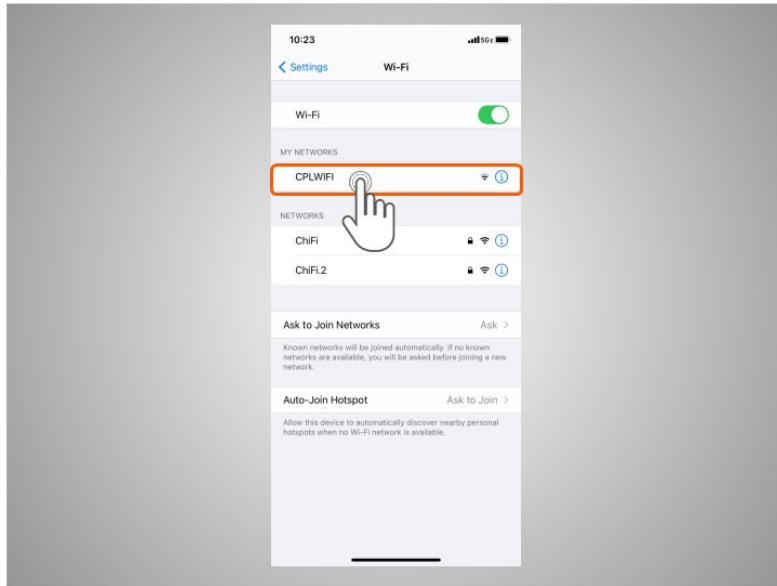 10:23 5GE
Settings Wi-Fi
Wi-Fi
MY NETWORKS
CPLWIFI
NETWORKS
ChiFi
ChiFi.2
Ask to Join Networks Ask
Known networks will be joined automatically. If no known
networks are available, you will be asked before joining a new
network.
Auto-Join Hotspot Ask to Join
Allow this device to automatically discover nearby personal
hotspots when no Wi-Fi network is available.